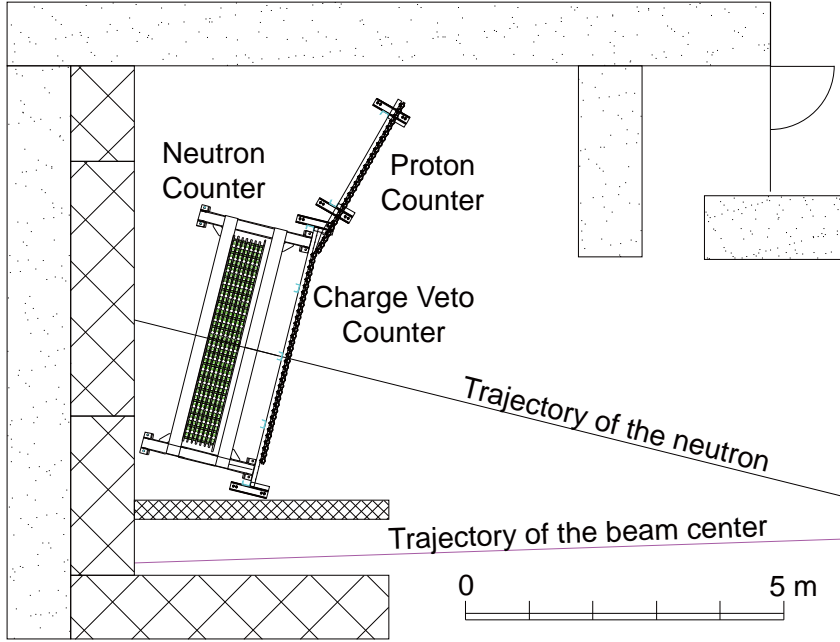 Neutron
Counter
Proton
Counter
Charge Veto
Counter
Trajectory of the neutron
Trajectory of the beam center
0 5 m